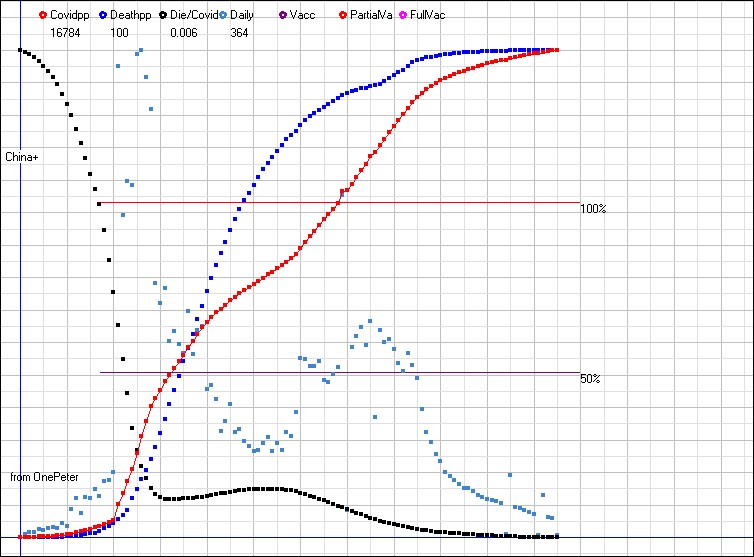 Covidpp Deathpp Die/Covid Daily Vacc PartialVa FullVac
16784 100 0.006 364
China+
100%
50%
from OnePeter